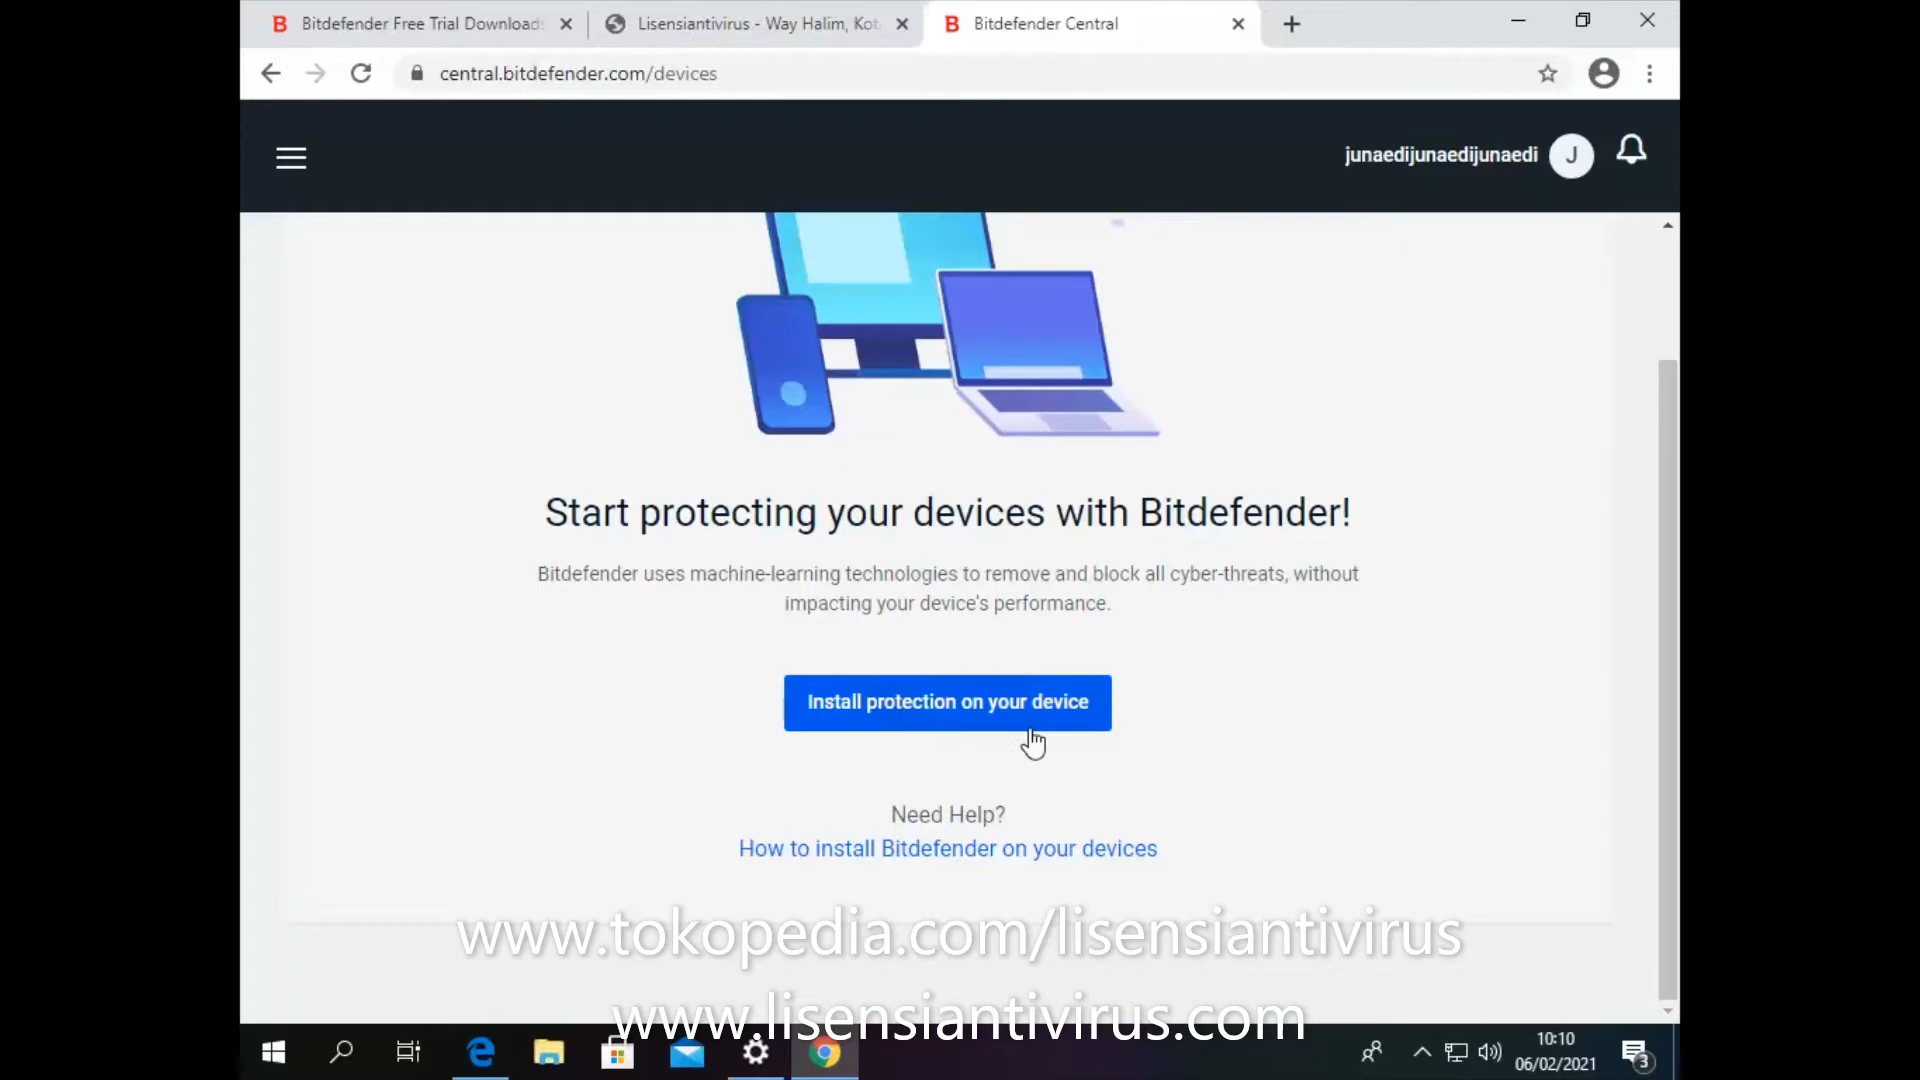 Bitdefender Free Trial Downloads
Lisensiantivirus - Way Halim, Kot
Bitdefender Central
central.bitdefender.com/devices
junaedijunaedijunaedi
J
Start protecting your devices with Bitdefender!
Bitdefender uses machine-learning technologies to remove and block all cyber-threats, without
impacting your device's performance.
Install protection on your device
Need Help?
How to install Bitdefender on your devices
www.tokopedia.com/lisensiantivirus
www.lisensiantivirus.com
10:10
06/02/2021
3